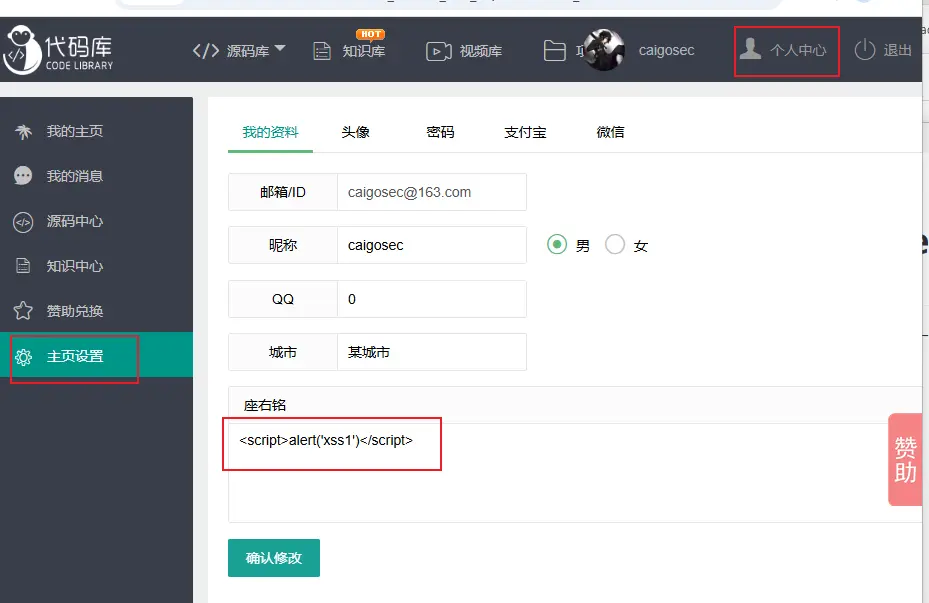 代码库
CODE LIBRARY
源码库
HOT
知识库
视频库
caigosec
个人中心
退出
我的主页
我的消息
源码中心
知识中心
赞助兑换
主页设置
我的资料 头像 密码 支付宝 微信
邮箱/ID caigosec@163.com
昵称 caigosec 男 女
QQ 0
城市 某城市
座右铭
<script>alert('xss1')</script>
赞助
确认修改